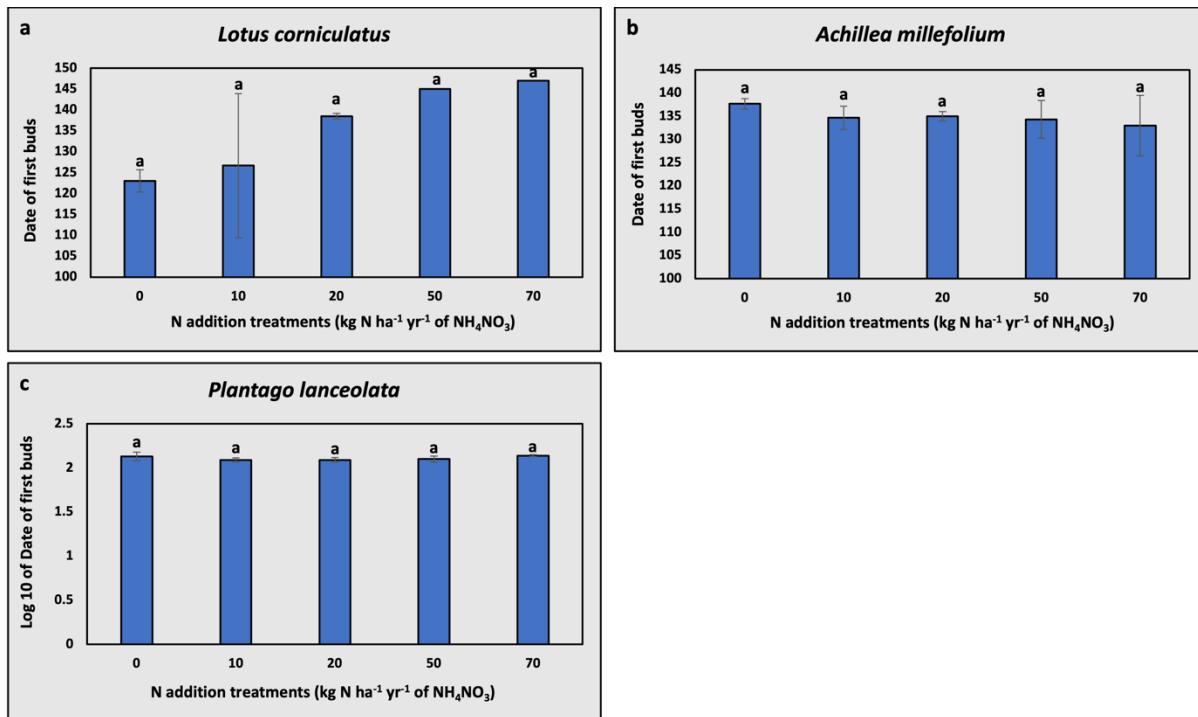 a
Lotus corniculatus
150
145
140
135
130
125
120
115
110
105
100
Date of first buds
a
a
a
a
a
0 10 20 50 70
N addition treatments (kg N ha⁻¹ yr⁻¹ of NH₄NO₃)
b
Achillea millefolium
145
140
135
130
125
120
115
110
105
100
Date of first buds
a
a
a
a
a
0 10 20 50 70
N addition treatments (kg N ha⁻¹ yr⁻¹ of NH₄NO₃)
c
Plantago lanceolata
2.5
2
1.5
1
0.5
0
Log 10 of Date of first buds
a
a
a
a
a
0 10 20 50 70
N addition treatments (kg N ha⁻¹ yr⁻¹ of NH₄NO₃)